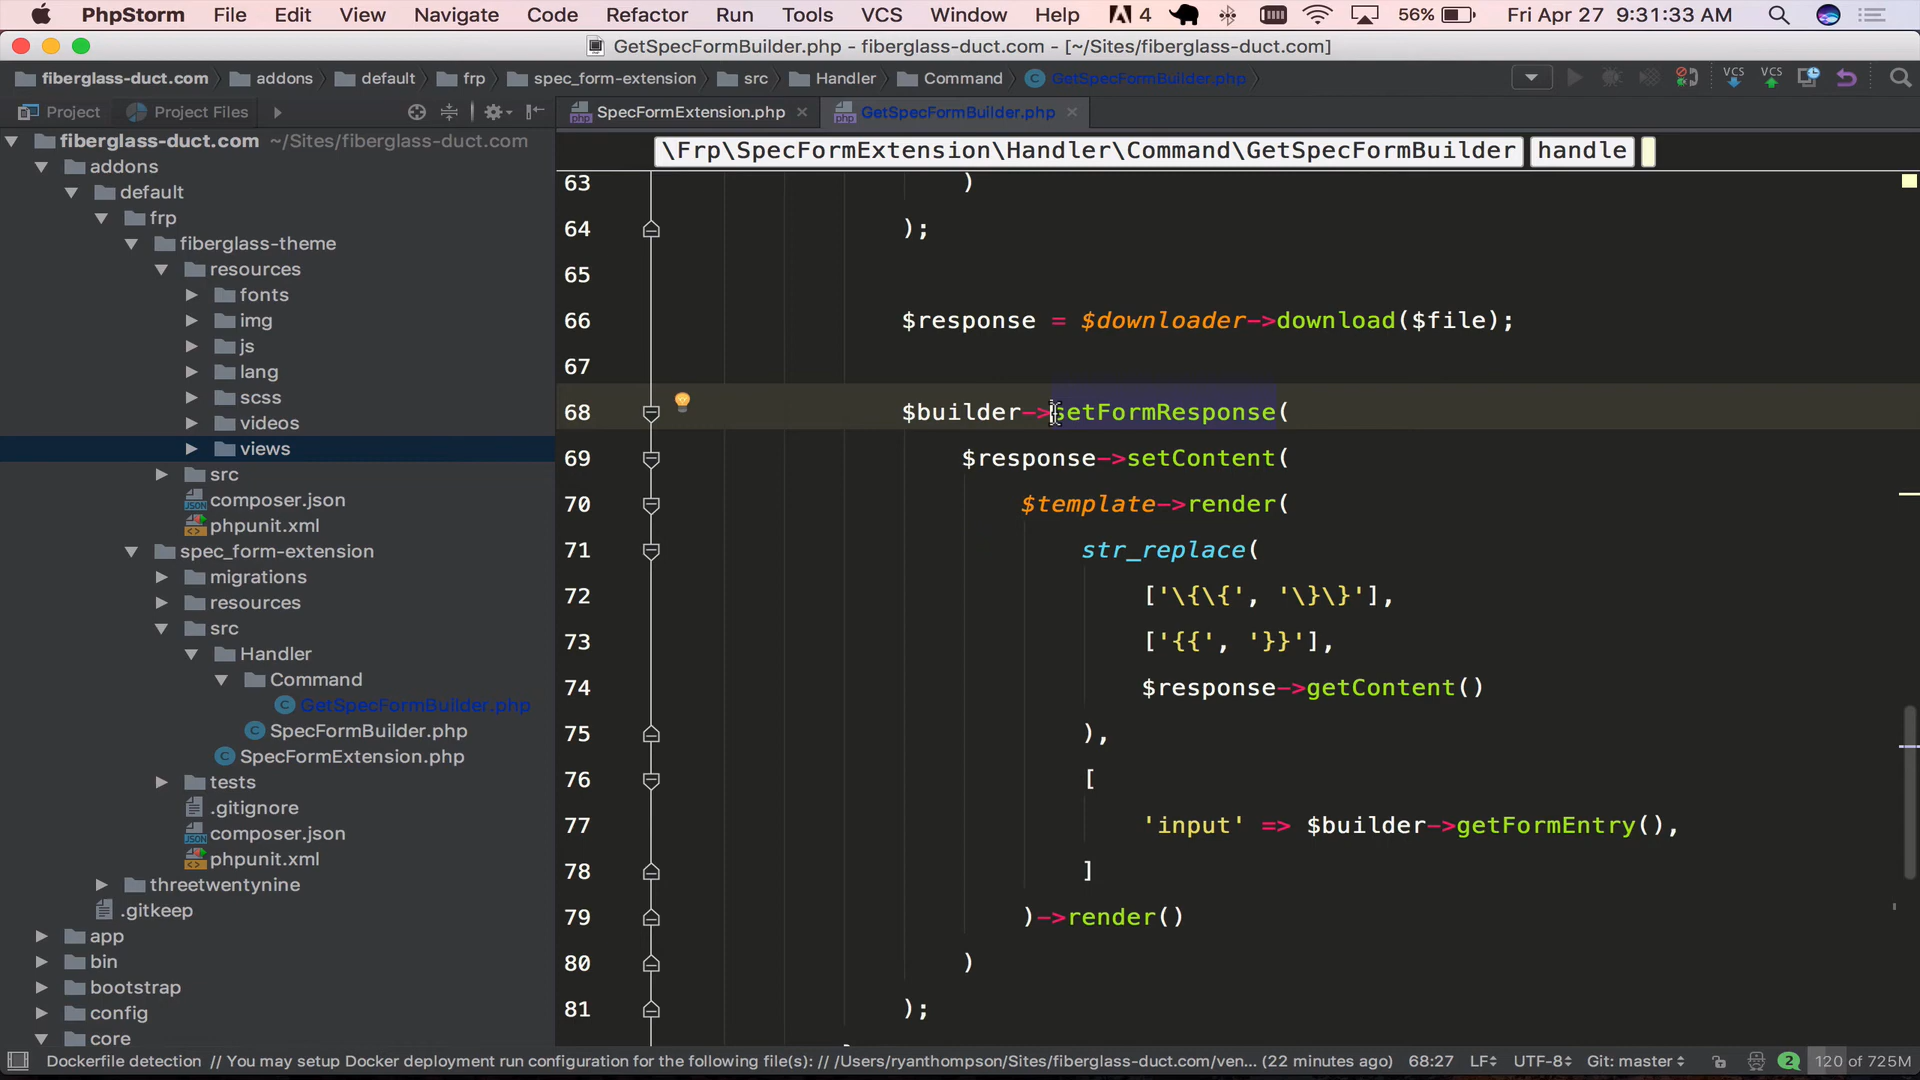 PhpStorm File Edit View Navigate Code Refactor Run Tools VCS Window Help 4 56% Fri Apr 27 9:31:33 AM
GetSpecFormBuilder.php - fiberglass-duct.com - [~/Sites/fiberglass-duct.com]
fiberglass-duct.com addons default frp spec_form-extension src Handler Command GetSpecFormBuilder.php VCS VCS
Project Project Files SpecFormExtension.php GetSpecFormBuilder.php
\Frp\SpecFormExtension\Handler\Command\GetSpecFormBuilder handle
fiberglass-duct.com ~/Sites/fiberglass-duct.com
addons
default
frp
fiberglass-theme
resources
fonts
img
js
lang
scss
videos
views
src
composer.json
phpunit.xml
spec_form-extension
migrations
resources
src
Handler
Command
GetSpecFormBuilder.php
SpecFormBuilder.php
SpecFormExtension.php
tests
.gitignore
composer.json
phpunit.xml
threetwentynine
.gitkeep
app
bin
bootstrap
config
core
63 )
64 );
65
66 $response = $downloader->download($file);
67
68 $builder->setFormResponse(
69 $response->setContent(
70 $template->render(
71 str_replace(
72 ['\{\{', '\}\}'],
73 ['{{', '}}'],
74 $response->getContent()
75 ),
76 [
77 'input' => $builder->getFormEntry(),
78 ]
79 )->render()
80 )
81 );
Dockerfile detection // You may setup Docker deployment run configuration for the following file(s): // /Users/ryanthompson/Sites/fiberglass-duct.com/ven... (22 minutes ago) 68:27 LF UTF-8 Git: master 2 120 of 725M